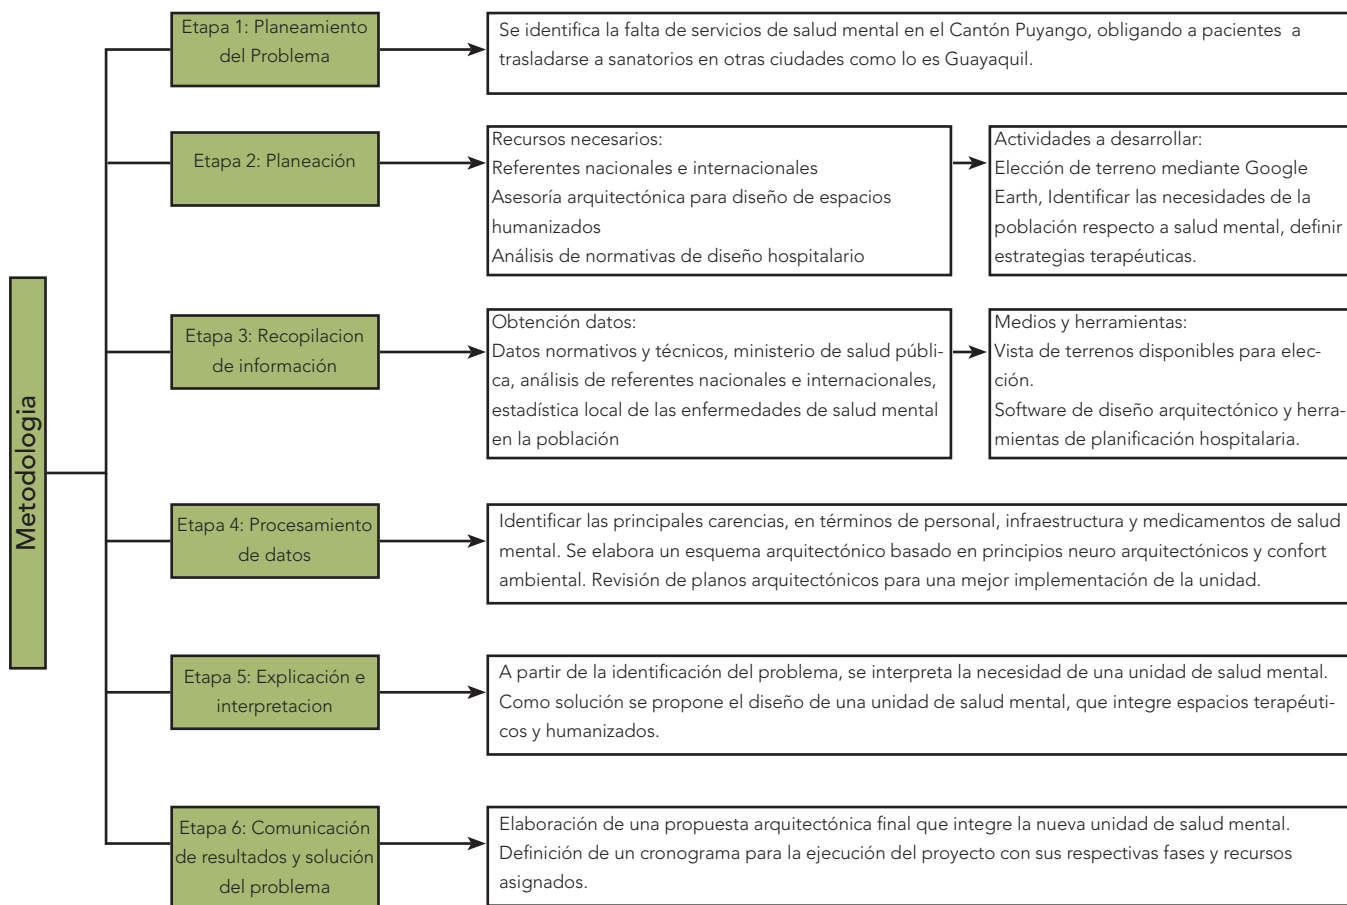 Metodologia
Etapa 1: Planeamiento
del Problema
Se identifica la falta de servicios de salud mental en el Cantón Puyango, obligando a pacientes  a
trasladarse a sanatorios en otras ciudades como lo es Guayaquil.
Etapa 2: Planeación
Recursos necesarios:
Referentes nacionales e internacionales
Asesoría arquitectónica para diseño de espacios
humanizados
Análisis de normativas de diseño hospitalario
Actividades a desarrollar:
Elección de terreno mediante Google
Earth, Identificar las necesidades de la
población respecto a salud mental, definir
estrategias terapéuticas.
Etapa 3: Recopilacion
de información
Obtención datos:
Datos normativos y técnicos, ministerio de salud públi-
ca, análisis de referentes nacionales e internacionales,
estadística local de las enfermedades de salud mental
en la población
Medios y herramientas:
Vista de terrenos disponibles para elec-
ción.
Software de diseño arquitectónico y herra-
mientas de planificación hospitalaria.
Etapa 4: Procesamiento
de datos
Identificar las principales carencias, en términos de personal, infraestructura y medicamentos de salud
mental. Se elabora un esquema arquitectónico basado en principios neuro arquitectónicos y confort
ambiental. Revisión de planos arquitectónicos para una mejor implementación de la unidad.
Etapa 5: Explicación e
interpretacion
A partir de la identificación del problema, se interpreta la necesidad de una unidad de salud mental.
Como solución se propone el diseño de una unidad de salud mental, que integre espacios terapéuti-
cos y humanizados.
Etapa 6: Comunicación
de resultados y solución
del problema
Elaboración de una propuesta arquitectónica final que integre la nueva unidad de salud mental.
Definición de un cronograma para la ejecución del proyecto con sus respectivas fases y recursos
asignados.